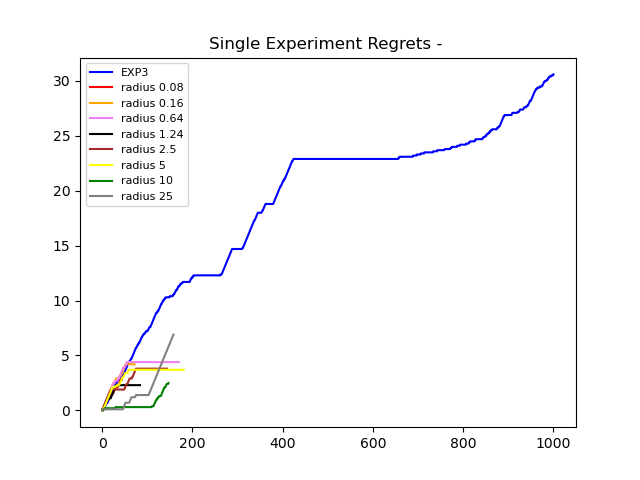 Single Experiment Regrets -
EXP3
radius 0.08
radius 0.16
radius 0.64
radius 1.24
radius 2.5
radius 5
radius 10
radius 25
30
25
20
15
10
5
0
0 200 400 600 800 1000